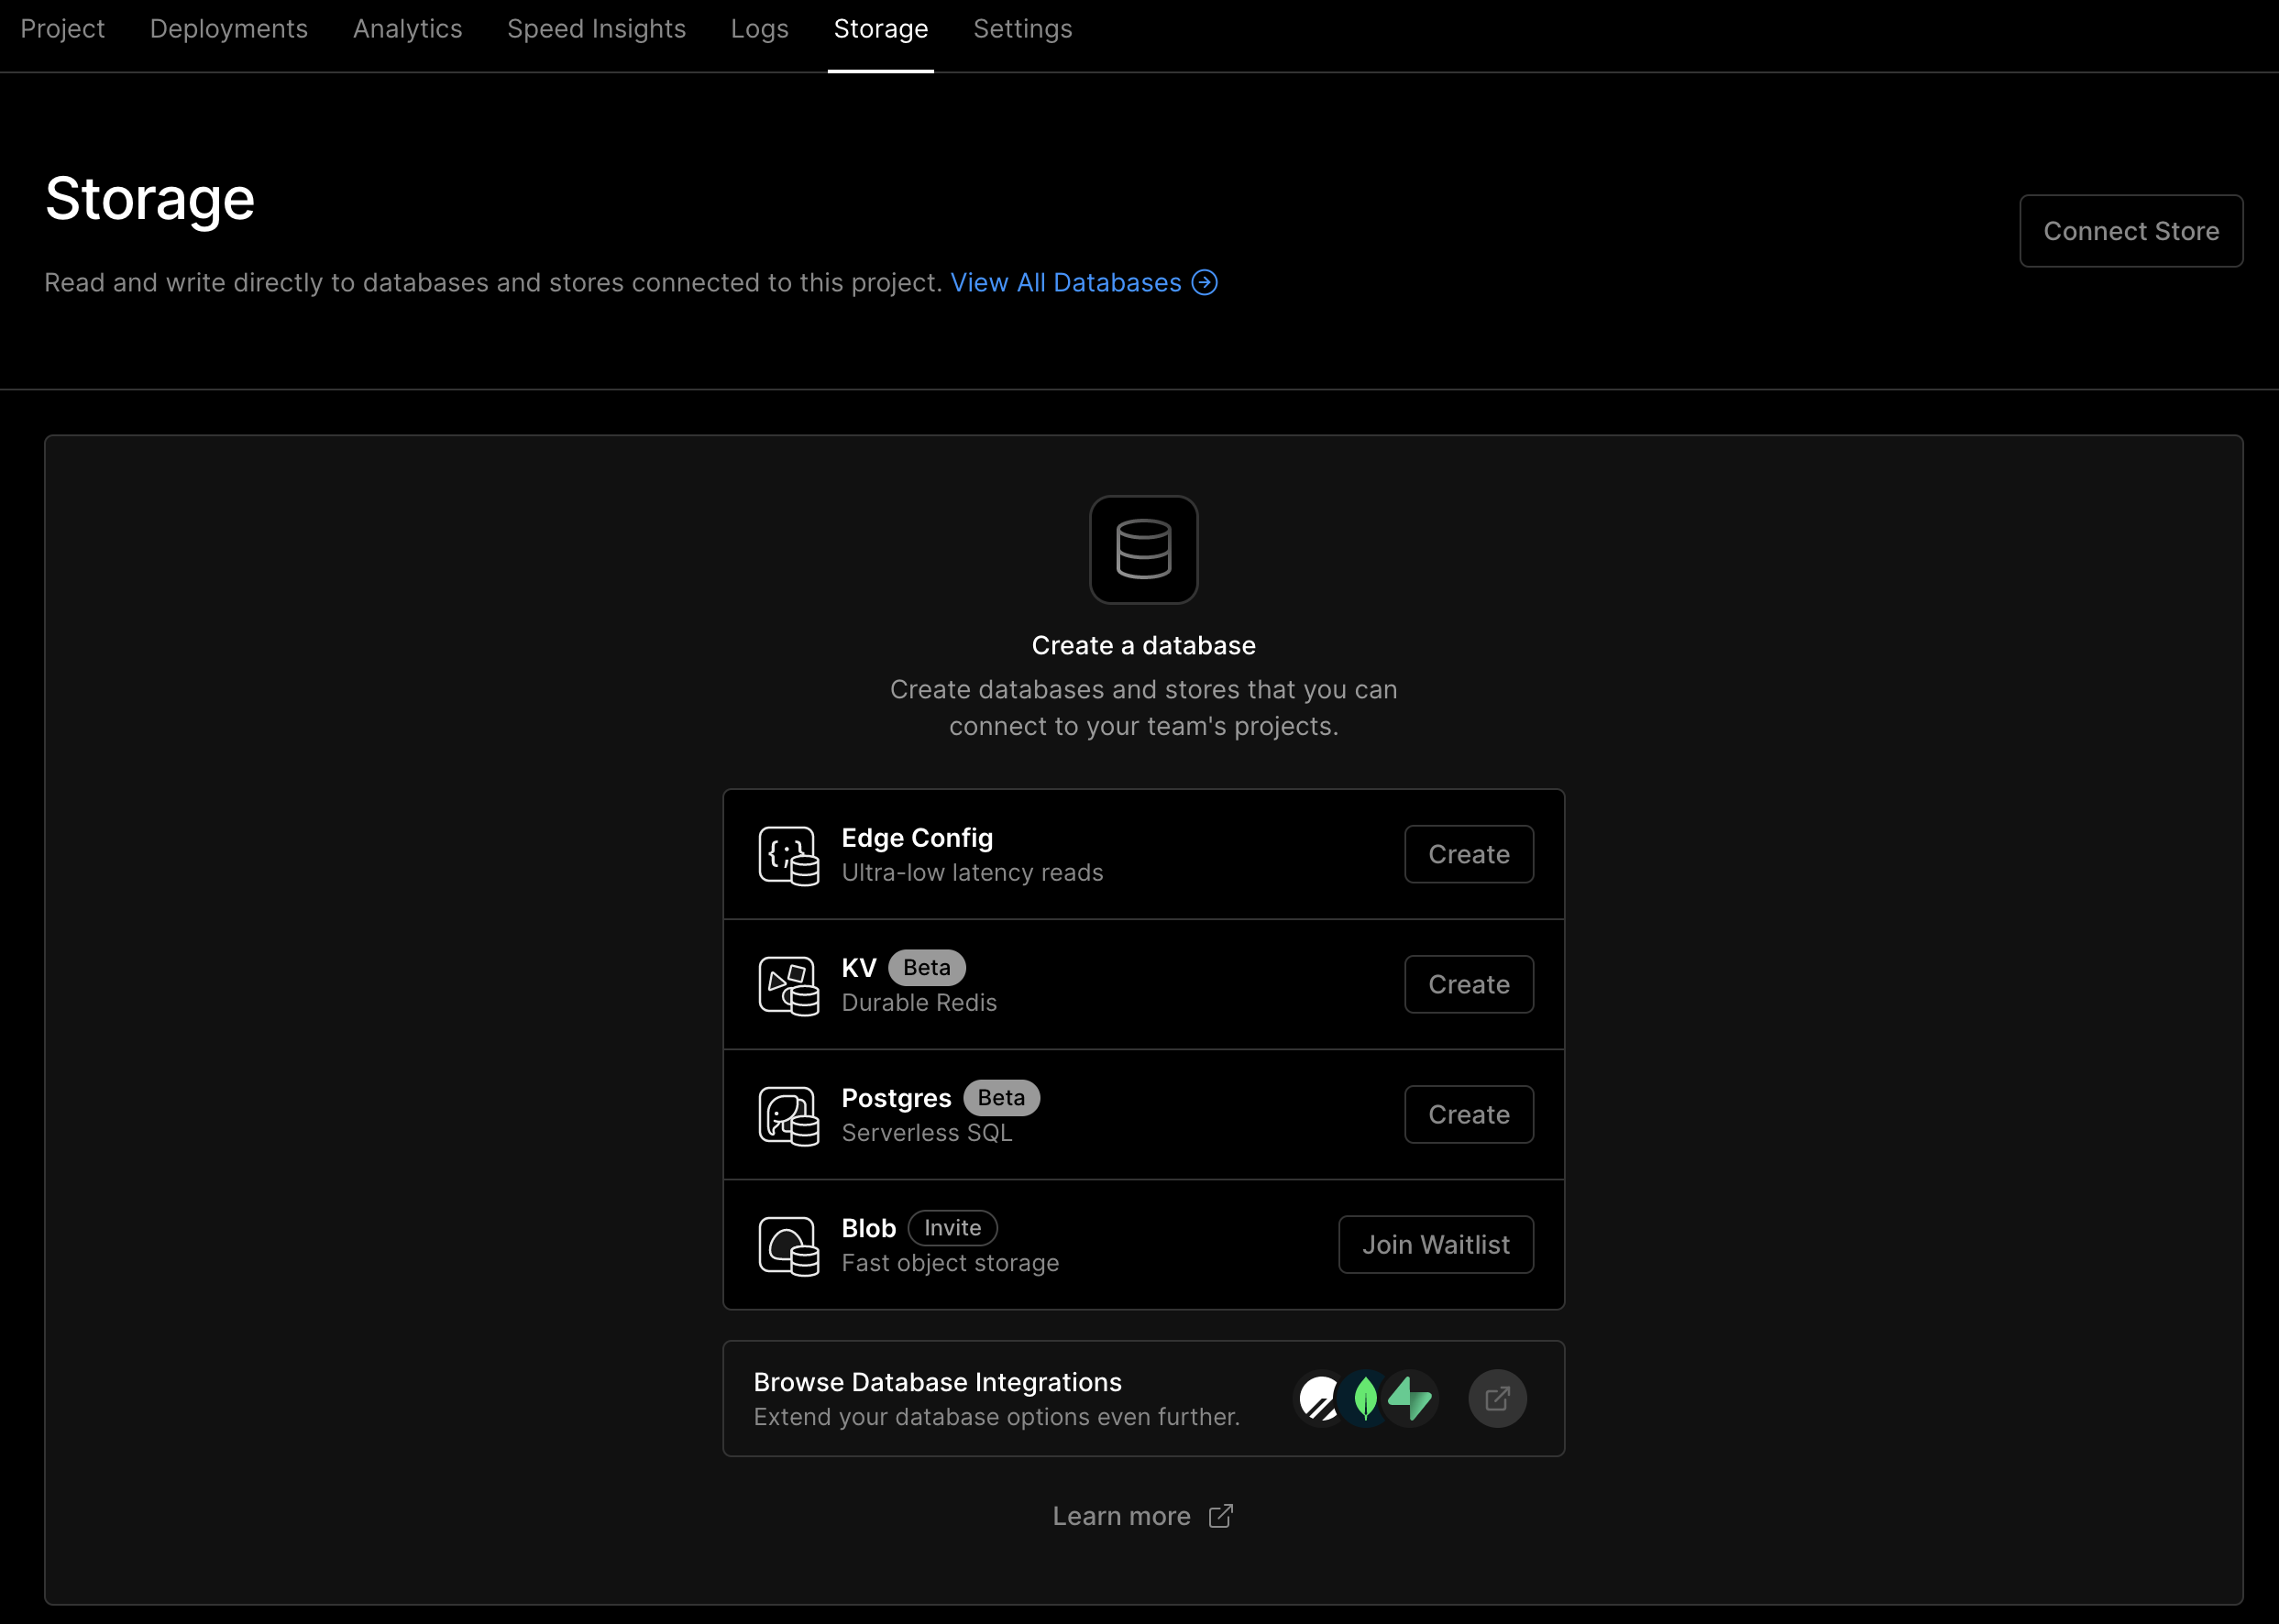 Project Deployments Analytics Speed Insights Logs Storage Settings
Storage
Connect Store
Read and write directly to databases and stores connected to this project. View All Databases
Create a database
Create databases and stores that you can
connect to your team's projects.
Edge Config
Ultra-low latency reads
Create
KV Beta
Durable Redis
Create
Postgres Beta
Serverless SQL
Create
Blob Invite
Fast object storage
Join Waitlist
Browse Database Integrations
Extend your database options even further.
Learn more